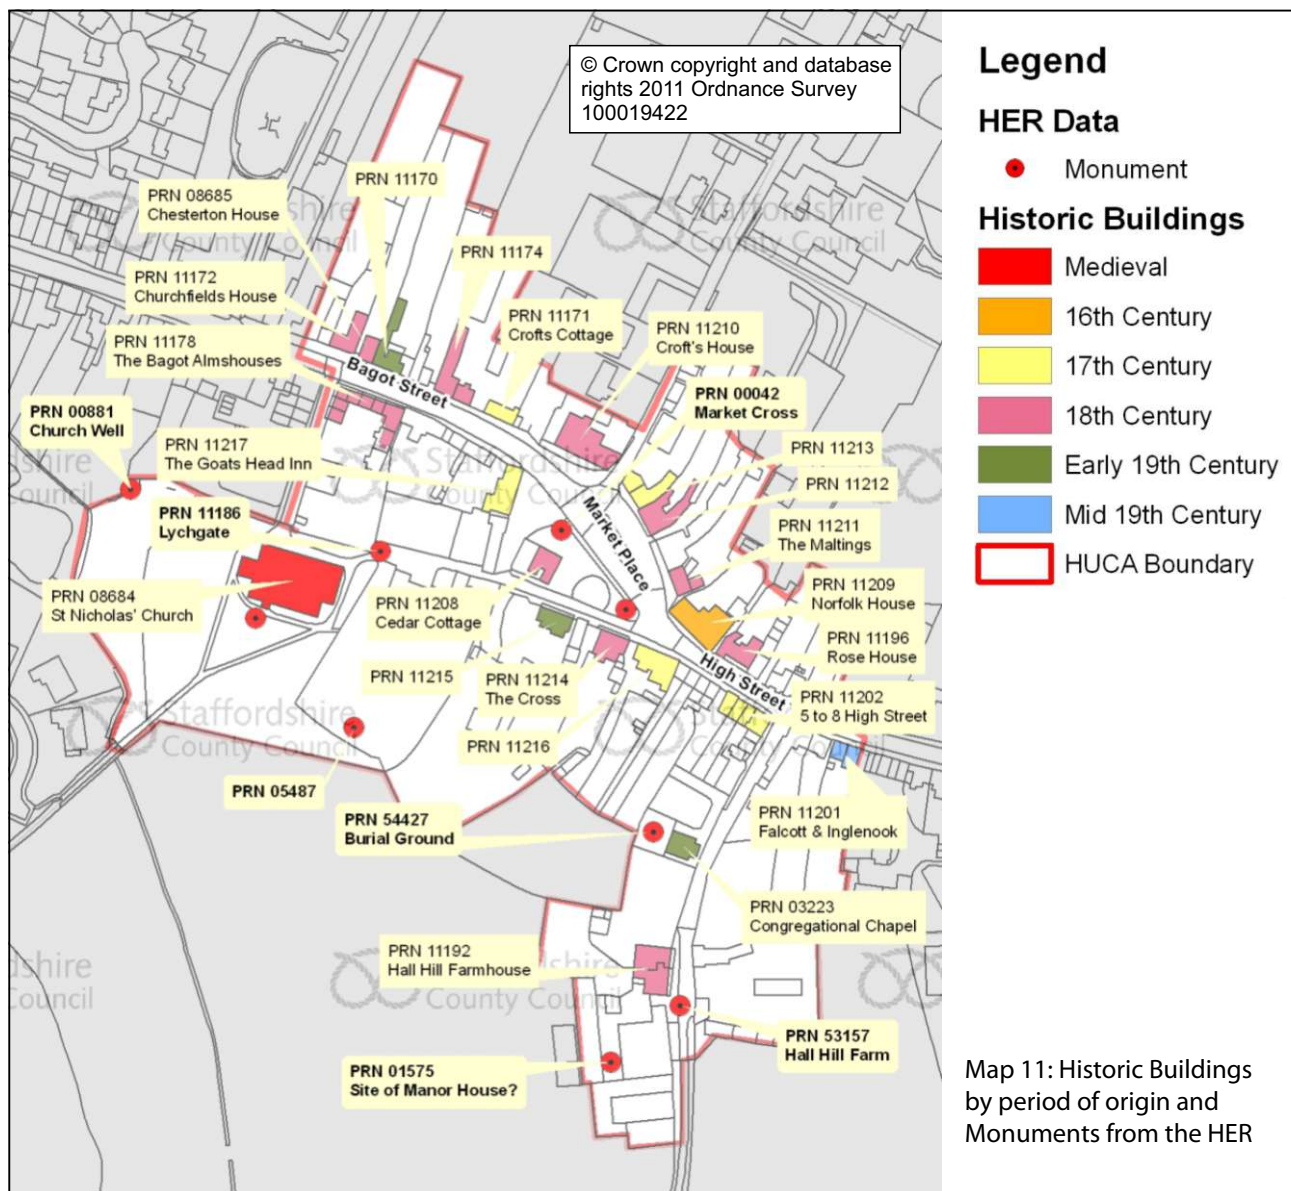 © Crown copyright and database
rights 2011 Ordnance Survey
100019422
PRN 11170
PRN 08685
Chesterton House
PRN 11174
PRN 11172
Churchfields House
PRN 11171
Crofts Cottage
PRN 11210
Croft's House
PRN 11178
The Bagot Almshouses
Bagot Street
PRN 00042
Market Cross
PRN 00881
Church Well
PRN 11217
The Goats Head Inn
PRN 11213
PRN 11212
PRN 11186
Lychgate
Market Place
PRN 11211
The Maltings
PRN 08684
St Nicholas' Church
PRN 11208
Cedar Cottage
PRN 11209
Norfolk House
PRN 11196
Rose House
PRN 11215
PRN 11214
The Cross
High Street
PRN 11202
5 to 8 High Street
PRN 11216
PRN 05487
PRN 54427
Burial Ground
PRN 11201
Falcott & Inglenook
PRN 03223
Congregational Chapel
PRN 11192
Hall Hill Farmhouse
PRN 53157
Hall Hill Farm
PRN 01575
Site of Manor House?
Staffordshire
County Council
Legend
HER Data
Monument
Historic Buildings
Medieval
16th Century
17th Century
18th Century
Early 19th Century
Mid 19th Century
HUCA Boundary
Map 11: Historic Buildings
by period of origin and
Monuments from the HER